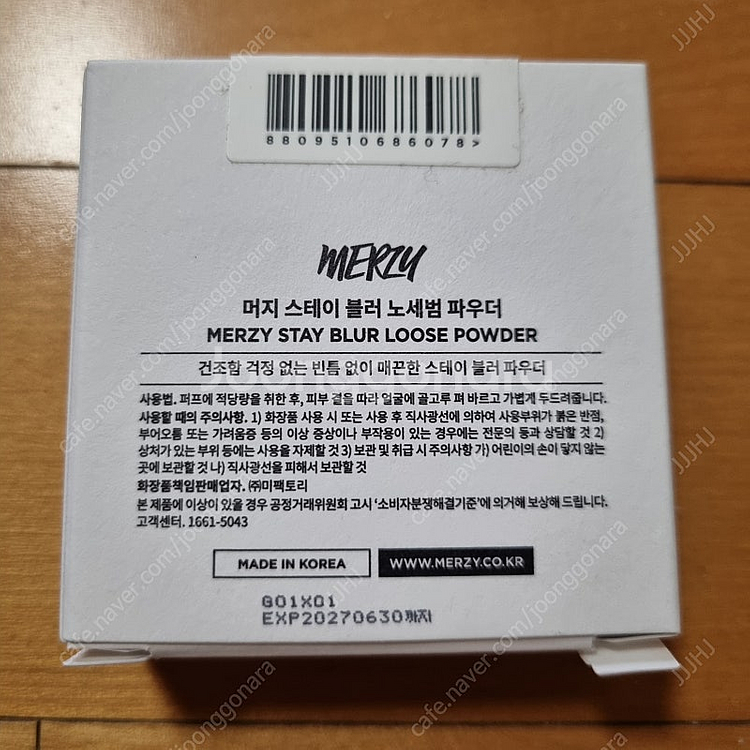 8809510686078>
MERZY
머지 스테이 블러 노세범 파우더
MERZY STAY BLUR LOOSE POWDER
건조함 걱정 없는 빈틈 없이 매끈한 스테이 블러 파우더
사용법. 퍼프에 적당량을 취한 후, 피부 결을 따라 얼굴에 골고루 펴 바르고 가볍게 두드려줍니다.
사용할 때의 주의사항. 1) 화장품 사용 시 또는 사용 후 직사광선에 의하여 사용부위가 붉은 반점,
부어오름 또는 가려움증 등의 이상 증상이나 부작용이 있는 경우에는 전문의 등과 상담할 것 2)
상처가 있는 부위 등에는 사용을 자제할 것 3) 보관 및 취급 시 주의사항 가) 어린이의 손이 닿지 않는
곳에 보관할 것 나) 직사광선을 피해서 보관할 것
화장품책임판매업자. ㈜미팩토리
본 제품에 이상이 있을 경우 공정거래위원회 고시 '소비자분쟁해결기준'에 의거해 보상해 드립니다.
고객센터. 1661-5043
MADE IN KOREA
WWW.MERZY.CO.KR
G01X01
EXP20270630까지
Joonggonara
cafe.naver.com/joonggonara
JJJHJ